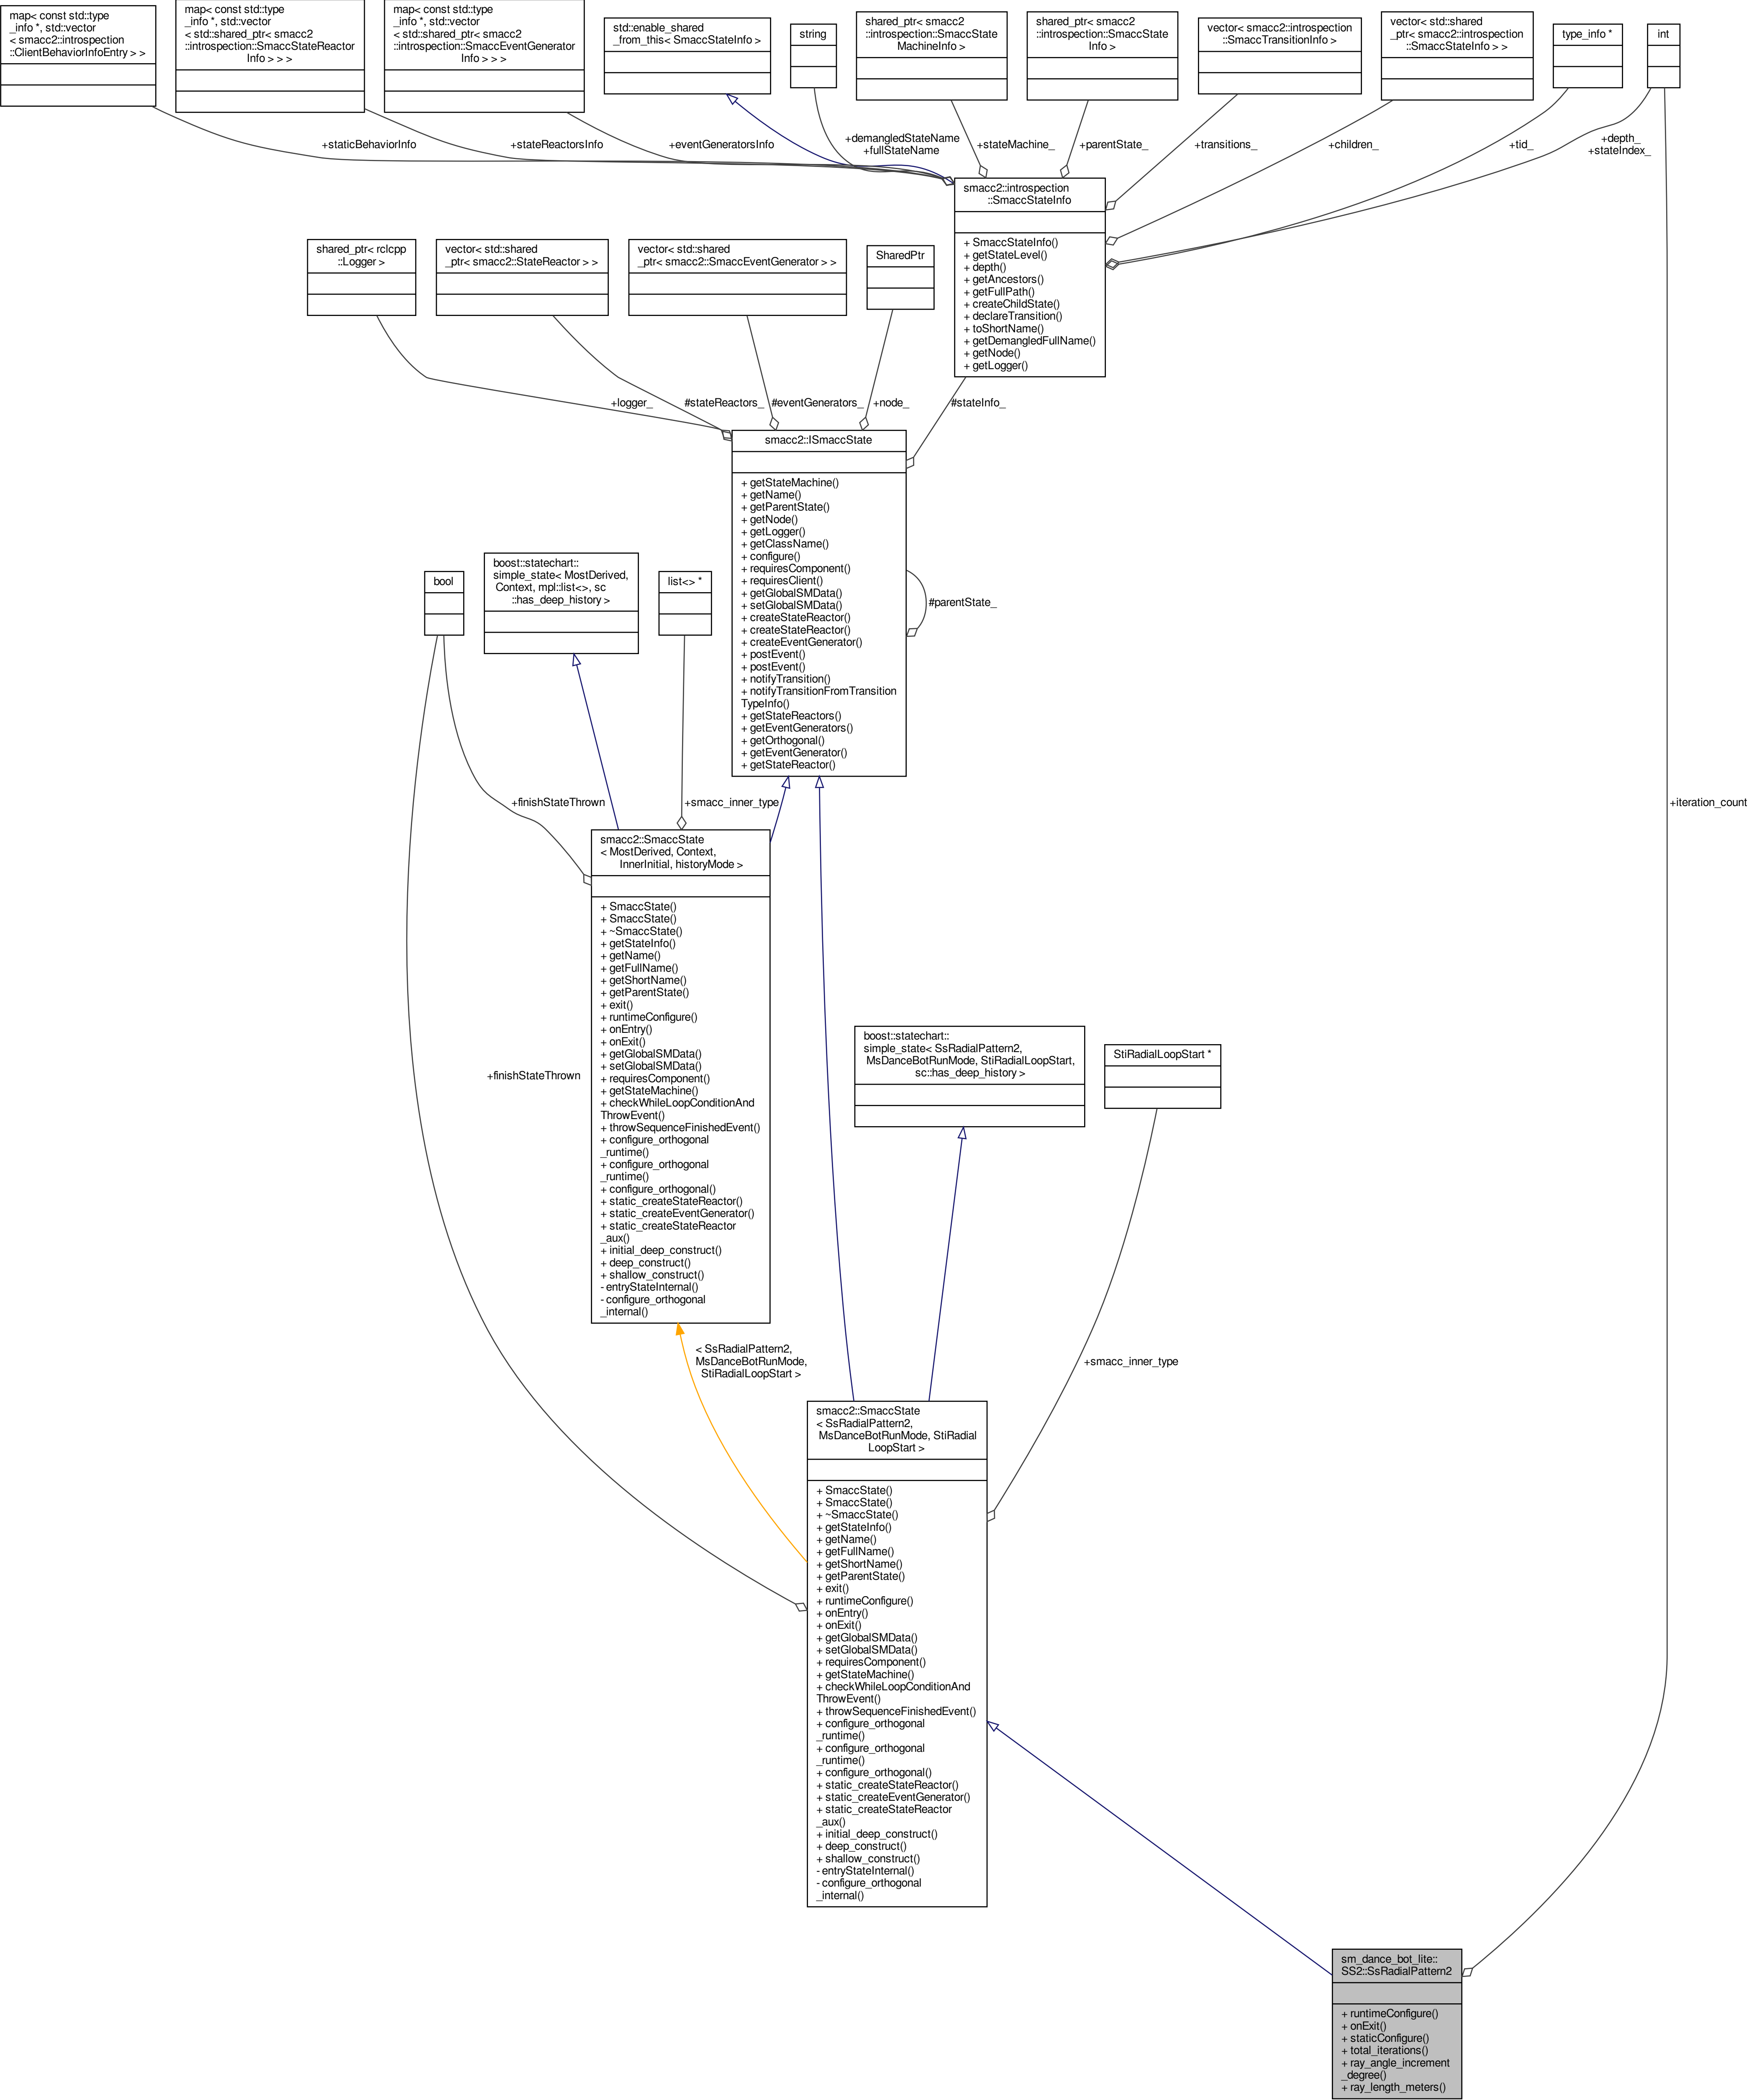 map< const std::type
_info *, std::vector
< smacc2::introspection
::ClientBehaviorInfoEntry > >
map< const std::type
_info *, std::vector
< std::shared_ptr< smacc2
::introspection::SmaccStateReactor
Info > > >
map< const std::type
_info *, std::vector
< std::shared_ptr< smacc2
::introspection::SmaccEventGenerator
Info > > >
std::enable_shared
_from_this< SmaccStateInfo >
string
shared_ptr< smacc2
::introspection::SmaccState
MachineInfo >
shared_ptr< smacc2
::introspection::SmaccState
Info >
vector< smacc2::introspection
::SmaccTransitionInfo >
vector< std::shared
_ptr< smacc2::introspection
::SmaccStateInfo > >
type_info *
int
+staticBehaviorInfo
+stateReactorsInfo
+eventGeneratorsInfo
+demangledStateName
+fullStateName
+stateMachine_
+parentState_
+transitions_
+children_
+tid_
+depth_
+stateIndex_
smacc2::introspection
::SmaccStateInfo
+ SmaccStateInfo()
+ getStateLevel()
+ depth()
+ getAncestors()
+ getFullPath()
+ createChildState()
+ declareTransition()
+ toShortName()
+ getDemangledFullName()
+ getNode()
+ getLogger()
shared_ptr< rclcpp
::Logger >
vector< std::shared
_ptr< smacc2::StateReactor > >
vector< std::shared
_ptr< smacc2::SmaccEventGenerator > >
SharedPtr
+logger_
#stateReactors_
#eventGenerators_
+node_
#stateInfo_
smacc2::ISmaccState
+ getStateMachine()
+ getName()
+ getParentState()
+ getNode()
+ getLogger()
+ getClassName()
+ configure()
+ requiresComponent()
+ requiresClient()
+ getGlobalSMData()
+ setGlobalSMData()
+ createStateReactor()
+ createStateReactor()
+ createEventGenerator()
+ postEvent()
+ postEvent()
+ notifyTransition()
+ notifyTransitionFromTransition
TypeInfo()
+ getStateReactors()
+ getEventGenerators()
+ getOrthogonal()
+ getEventGenerator()
+ getStateReactor()
#parentState_
bool
boost::statechart::
simple_state< MostDerived,
Context, mpl::list<>, sc
::has_deep_history >
list<> *
+finishStateThrown
+smacc_inner_type
+iteration_count
smacc2::SmaccState
< MostDerived, Context,
InnerInitial, historyMode >
+ SmaccState()
+ SmaccState()
+ ~SmaccState()
+ getStateInfo()
+ getName()
+ getFullName()
+ getShortName()
+ getParentState()
+ exit()
+ runtimeConfigure()
+ onEntry()
+ onExit()
+ getGlobalSMData()
+ setGlobalSMData()
+ requiresComponent()
+ getStateMachine()
+ checkWhileLoopConditionAnd
ThrowEvent()
+ throwSequenceFinishedEvent()
+ configure_orthogonal
_runtime()
+ configure_orthogonal
_runtime()
+ configure_orthogonal()
+ static_createStateReactor()
+ static_createEventGenerator()
+ static_createStateReactor
_aux()
+ initial_deep_construct()
+ deep_construct()
+ shallow_construct()
- entryStateInternal()
- configure_orthogonal
_internal()
+finishStateThrown
boost::statechart::
simple_state< SsRadialPattern2,
MsDanceBotRunMode, StiRadialLoopStart,
sc::has_deep_history >
StiRadialLoopStart *
< SsRadialPattern2,
MsDanceBotRunMode,
StiRadialLoopStart >
+smacc_inner_type
smacc2::SmaccState
< SsRadialPattern2,
MsDanceBotRunMode, StiRadial
LoopStart >
+ SmaccState()
+ SmaccState()
+ ~SmaccState()
+ getStateInfo()
+ getName()
+ getFullName()
+ getShortName()
+ getParentState()
+ exit()
+ runtimeConfigure()
+ onEntry()
+ onExit()
+ getGlobalSMData()
+ setGlobalSMData()
+ requiresComponent()
+ getStateMachine()
+ checkWhileLoopConditionAnd
ThrowEvent()
+ throwSequenceFinishedEvent()
+ configure_orthogonal
_runtime()
+ configure_orthogonal
_runtime()
+ configure_orthogonal()
+ static_createStateReactor()
+ static_createEventGenerator()
+ static_createStateReactor
_aux()
+ initial_deep_construct()
+ deep_construct()
+ shallow_construct()
- entryStateInternal()
- configure_orthogonal
_internal()
sm_dance_bot_lite::
SS2::SsRadialPattern2
+ runtimeConfigure()
+ onExit()
+ staticConfigure()
+ total_iterations()
+ ray_angle_increment
_degree()
+ ray_length_meters()